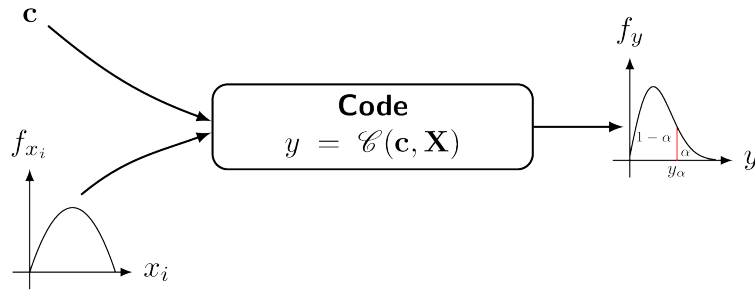 c
Code
y = 𝒞(c, X)
f_{x_i}
x_i
f_y
1 − α
α
y_α
y